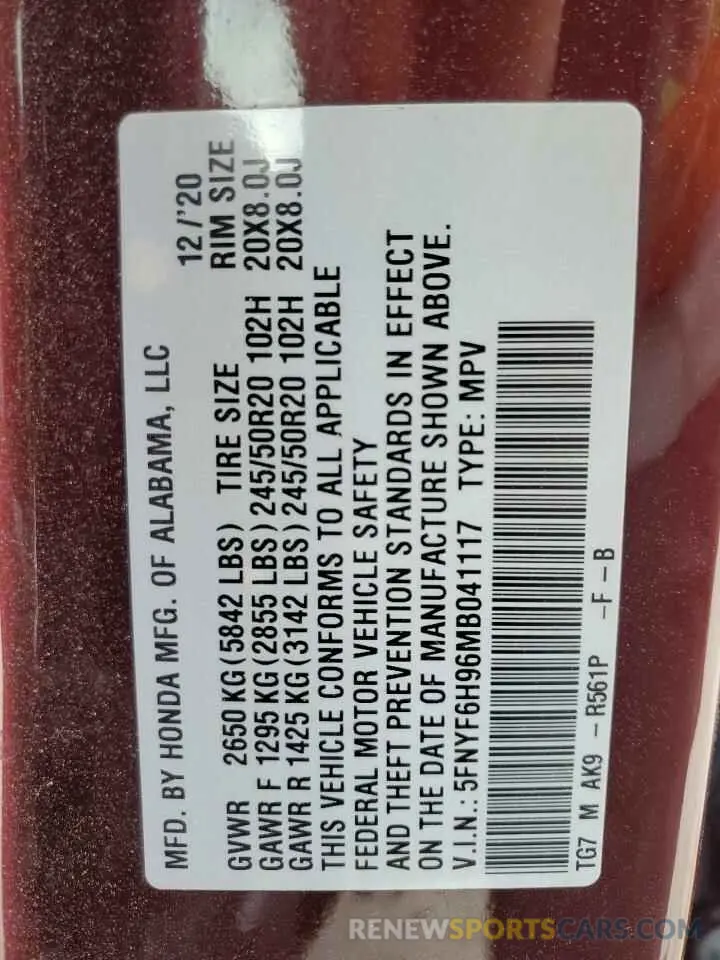 MFD. BY HONDA MFG. OF ALABAMA, LLC 12/'20
GVWR 2650 KG(5842 LBS) TIRE SIZE RIM SIZE
GAWR F 1295 KG(2855 LBS)245/50R20 102H 20X8.0J
GAWR R 1425 KG(3142 LBS)245/50R20 102H 20X8.0J
THIS VEHICLE CONFORMS TO ALL APPLICABLE
FEDERAL MOTOR VEHICLE SAFETY
AND THEFT PREVENTION STANDARDS IN EFFECT
ON THE DATE OF MANUFACTURE SHOWN ABOVE.
V.I.N.: 5FNYF6H96MB041117 TYPE: MPV
TG7 M AK9 -R561P -F-B
RENEWSPORTSCARS.COM